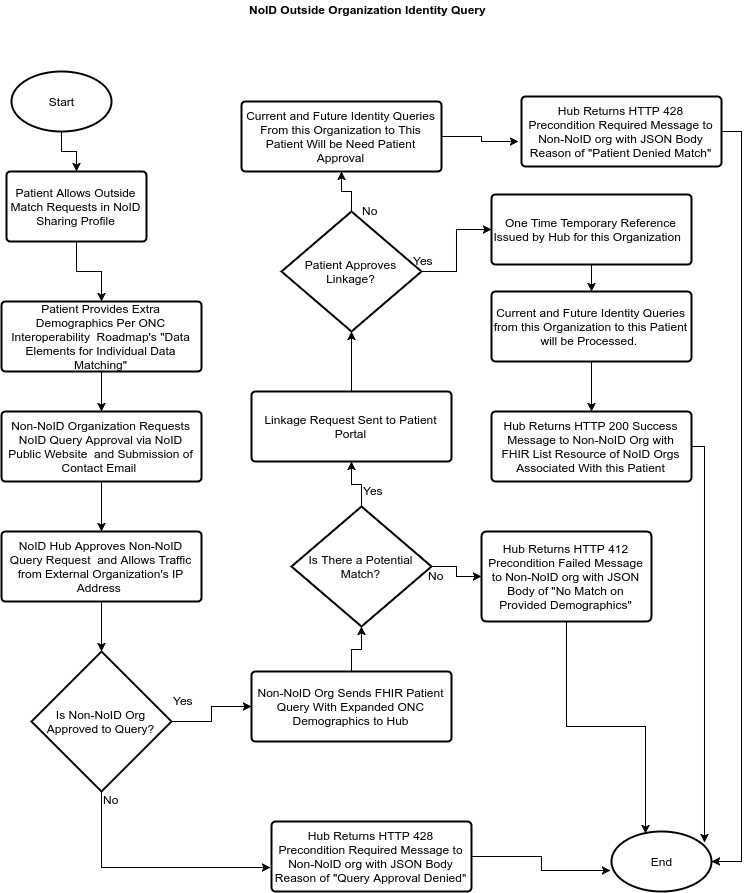 NoID Outside Organization Identity Query
Start
Patient Allows Outside
Match Requests in NoID
Sharing Profile
Patient Provides Extra
Demographics Per ONC
Interoperability Roadmap's "Data
Elements for Individual Data
Matching"
Non-NoID Organization Requests
NoID Query Approval via NoID
Public Website and Submission of
Contact Email
NoID Hub Approves Non-NoID
Query Request and Allows Traffic
from External Organization's IP
Address
Is Non-NoID Org
Approved to Query?
Yes
No
Non-NoID Org Sends FHIR Patient
Query With Expanded ONC
Demographics to Hub
Is There a Potential
Match?
Yes
No
Linkage Request Sent to Patient
Portal
Patient Approves
Linkage?
No
Yes
Current and Future Identity Queries
From this Organization to This
Patient Will be Need Patient
Approval
Hub Returns HTTP 428
Precondition Required Message to
Non-NoID org with JSON Body
Reason of "Patient Denied Match"
One Time Temporary Reference
Issued by Hub for this Organization
Current and Future Identity Queries
from this Organization to this Patient
will be Processed.
Hub Returns HTTP 200 Success
Message to Non-NoID Org with
FHIR List Resource of NoID Orgs
Associated With this Patient
Hub Returns HTTP 412
Precondition Failed Message
to Non-NoID org with JSON
Body of "No Match on
Provided Demographics"
Hub Returns HTTP 428
Precondition Required Message to
Non-NoID org with JSON Body
Reason of "Query Approval Denied"
End